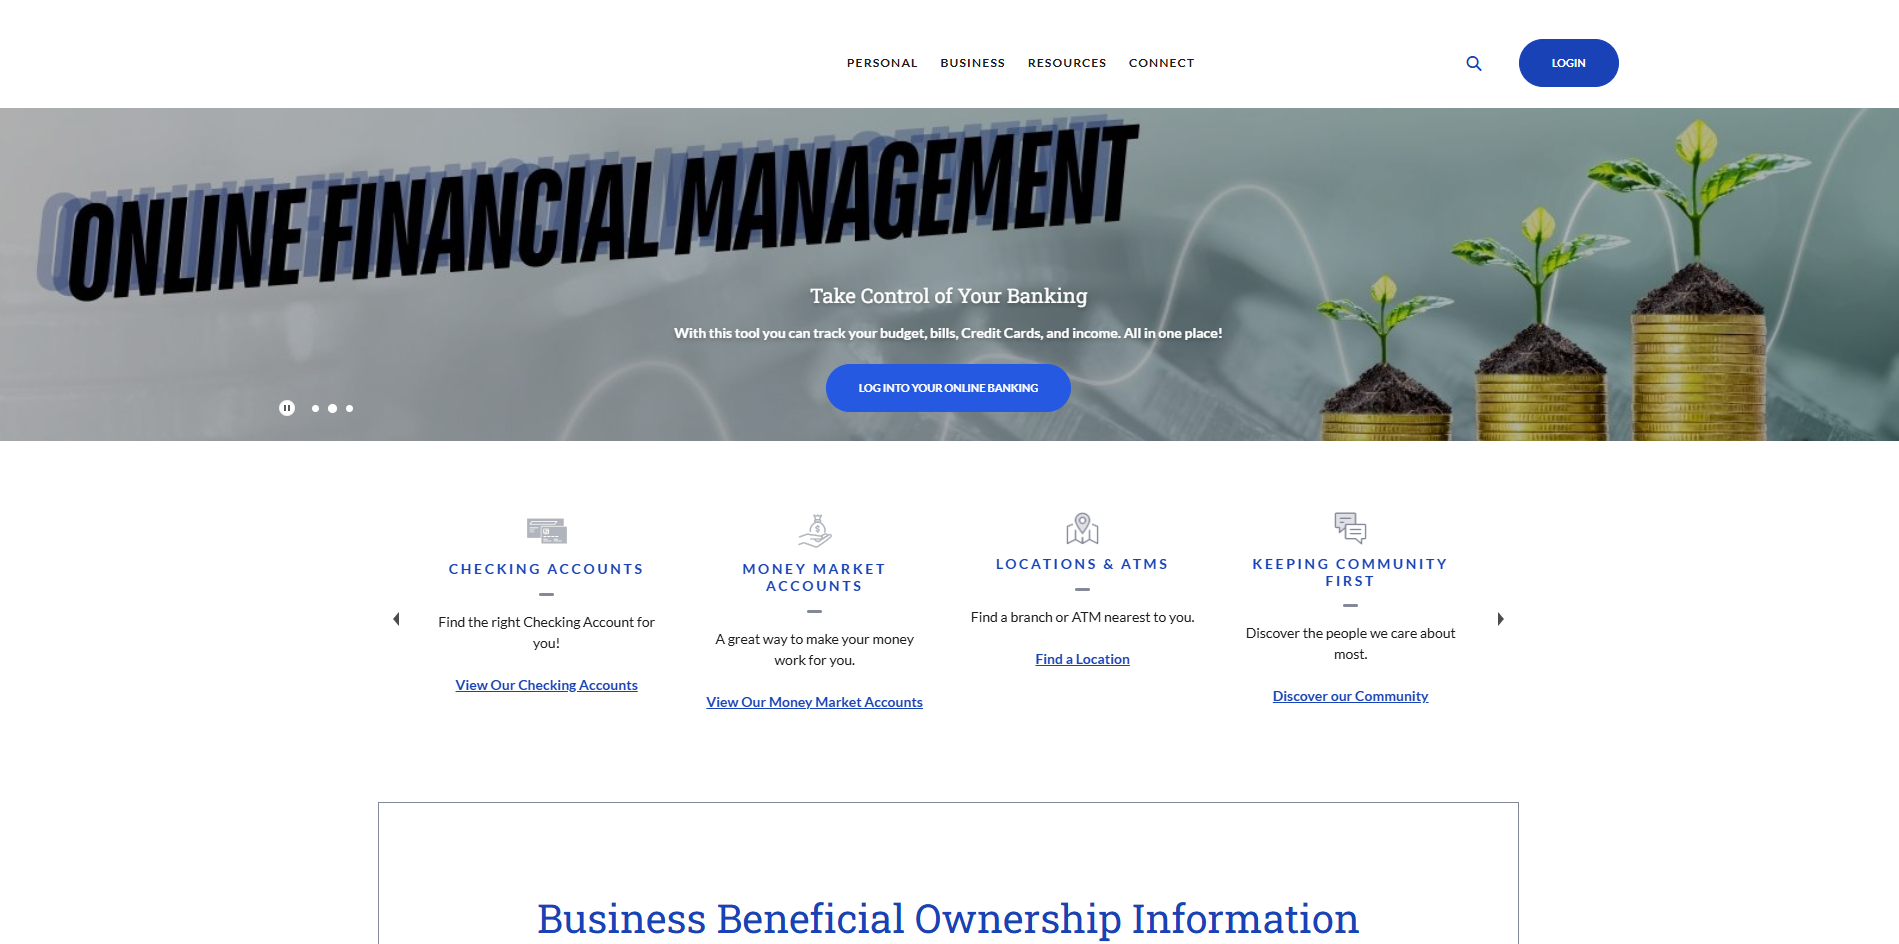 PERSONAL BUSINESS RESOURCES CONNECT LOGIN
ONLINE FINANCIAL MANAGEMENT
Take Control of Your Banking
With this tool you can track your budget, bills, Credit Cards, and income. All in one place!
LOG INTO YOUR ONLINE BANKING
CHECKING ACCOUNTS
Find the right Checking Account for
you!
View Our Checking Accounts
MONEY MARKET
ACCOUNTS
A great way to make your money
work for you.
View Our Money Market Accounts
LOCATIONS & ATMS
Find a branch or ATM nearest to you.
Find a Location
KEEPING COMMUNITY
FIRST
Discover the people we care about
most.
Discover our Community
Business Beneficial Ownership Information